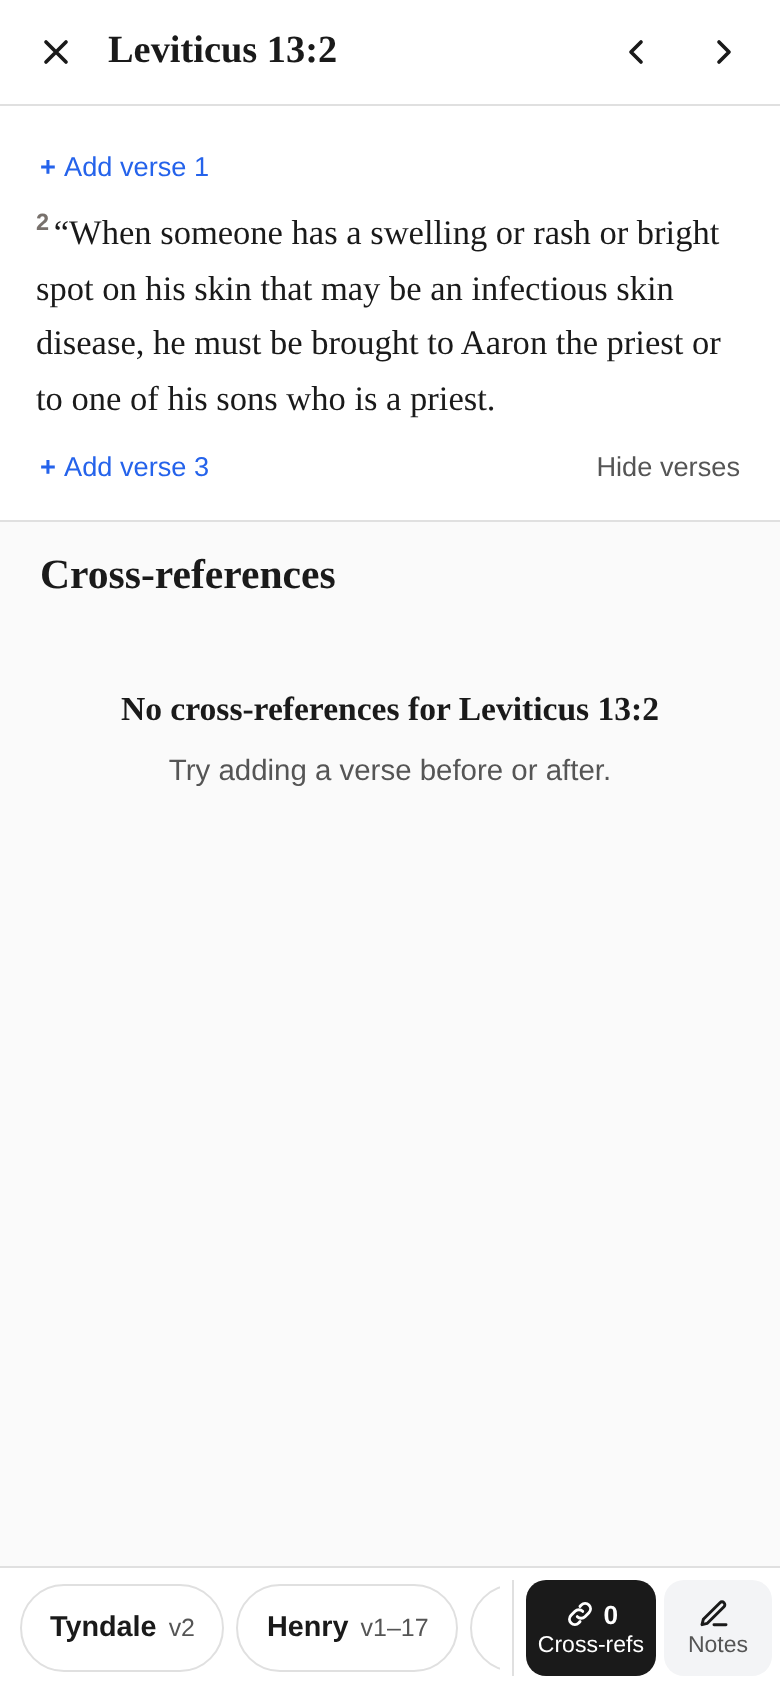 Leviticus 13:2
+ Add verse 1
2 “When someone has a swelling or rash or bright
spot on his skin that may be an infectious skin
disease, he must be brought to Aaron the priest or
to one of his sons who is a priest.
+ Add verse 3
Hide verses
Cross-references
No cross-references for Leviticus 13:2
Try adding a verse before or after.
Tyndale v2
Henry v1–17
0
Cross-refs
Notes